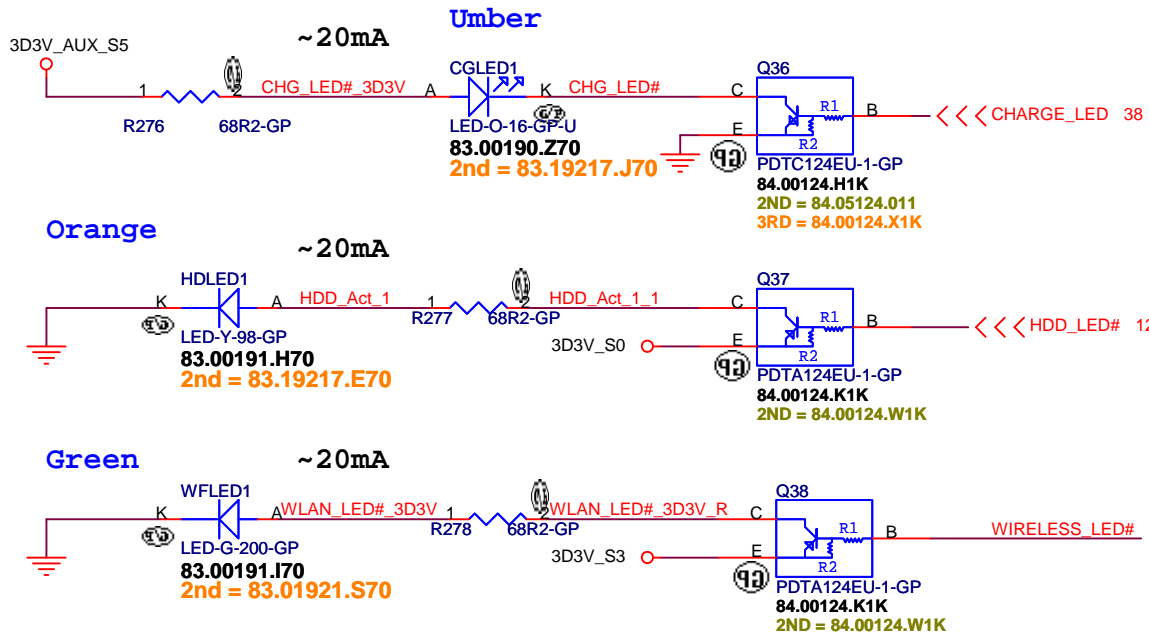 Umber
~20mA
3D3V_AUX_S5
1
2
CHG_LED#_3D3V
A
CGLED1
K
CHG_LED#
R276
68R2-GP
LED-O-16-GP-U
83.00190.Z70
2nd = 83.19217.J70
Q36
C
E
B
R1
R2
CHARGE_LED 38
PDTC124EU-1-GP
84.00124.H1K
2ND = 84.05124.011
3RD = 84.00124.X1K
Orange
~20mA
HDLED1
K
A
HDD_Act_1
1
2
HDD_Act_1_1
R277
68R2-GP
LED-Y-98-GP
83.00191.H70
2nd = 83.19217.E70
3D3V_S0
Q37
C
E
B
R1
R2
HDD_LED# 12
PDTA124EU-1-GP
84.00124.K1K
2ND = 84.00124.W1K
Green
~20mA
WFLED1
K
A
WLAN_LED#_3D3V
1
2
WLAN_LED#_3D3V_R
R278
68R2-GP
LED-G-200-GP
83.00191.I70
2nd = 83.01921.S70
3D3V_S3
Q38
C
E
B
R1
R2
WIRELESS_LED#
PDTA124EU-1-GP
84.00124.K1K
2ND = 84.00124.W1K